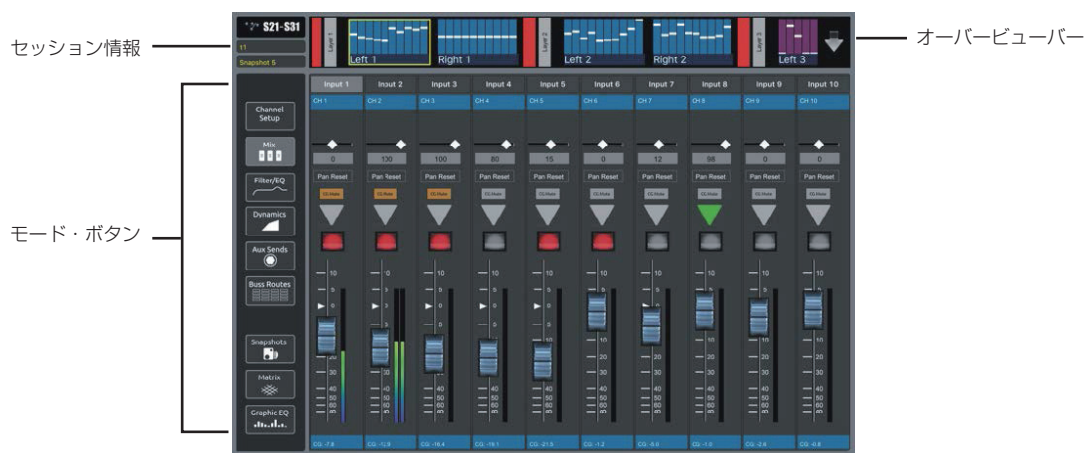 セッション情報
オーバービューバー
モード・ボタン
S21-S31
t1
Snapshot 5
Layer 1
Left 1
Right 1
Layer 2
Left 2
Right 2
Layer 3
Left 3
Channel Setup
Mix
Filter/EQ
Dynamics
Aux Sends
Buss Routes
Snapshots
Matrix
Graphic EQ
Input 1 Input 2 Input 3 Input 4 Input 5 Input 6 Input 7 Input 8 Input 9 Input 10
CH 1 CH 2 CH 3 CH 4 CH 5 CH 6 CH 7 CH 8 CH 9 CH 10
0 130 100 80 15 0 12 98 0 0
Pan Reset Pan Reset Pan Reset Pan Reset Pan Reset Pan Reset Pan Reset Pan Reset Pan Reset Pan Reset
CG: -7.8 CG: -16.4 CG: -19.1 CG: -21.5 CG: -1.2 CG: -5.0 CG: -1.0 CG: -2.6 CG: -0.8